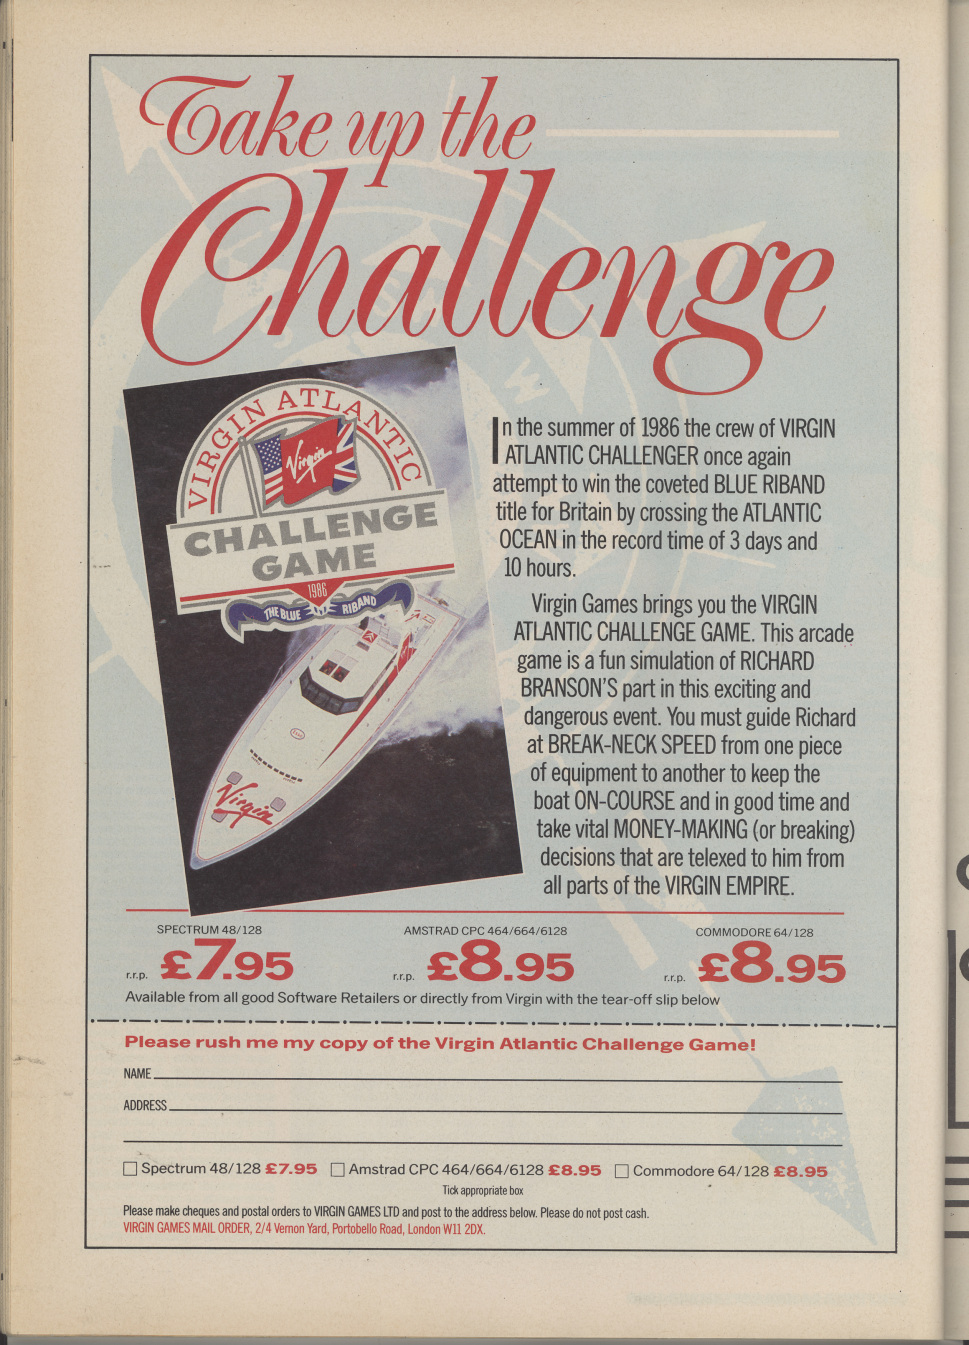 Take up the
Challenge
VIRGIN ATLANTIC
Virgin
CHALLENGE
GAME
1986
THE BLUE RIBAND
Virgin
In the summer of 1986 the crew of VIRGIN
ATLANTIC CHALLENGER once again
attempt to win the coveted BLUE RIBAND
title for Britain by crossing the ATLANTIC
OCEAN in the record time of 3 days and
10 hours.
Virgin Games brings you the VIRGIN
ATLANTIC CHALLENGE GAME. This arcade
game is a fun simulation of RICHARD
BRANSON'S part in this exciting and
dangerous event. You must guide Richard
at BREAK-NECK SPEED from one piece
of equipment to another to keep the
boat ON-COURSE and in good time and
take vital MONEY-MAKING (or breaking)
decisions that are telexed to him from
all parts of the VIRGIN EMPIRE.
SPECTRUM 48/128
r.r.p. £7.95
AMSTRAD CPC 464/664/6128
r.r.p. £8.95
COMMODORE 64/128
r.r.p. £8.95
Available from all good Software Retailers or directly from Virgin with the tear-off slip below
Please rush me my copy of the Virgin Atlantic Challenge Game!
NAME
ADDRESS
Spectrum 48/128 £7.95 Amstrad CPC 464/664/6128 £8.95 Commodore 64/128 £8.95
Tick appropriate box
Please make cheques and postal orders to VIRGIN GAMES LTD and post to the address below. Please do not post cash.
VIRGIN GAMES MAIL ORDER, 2/4 Vernon Yard, Portobello Road, London W11 2DX.